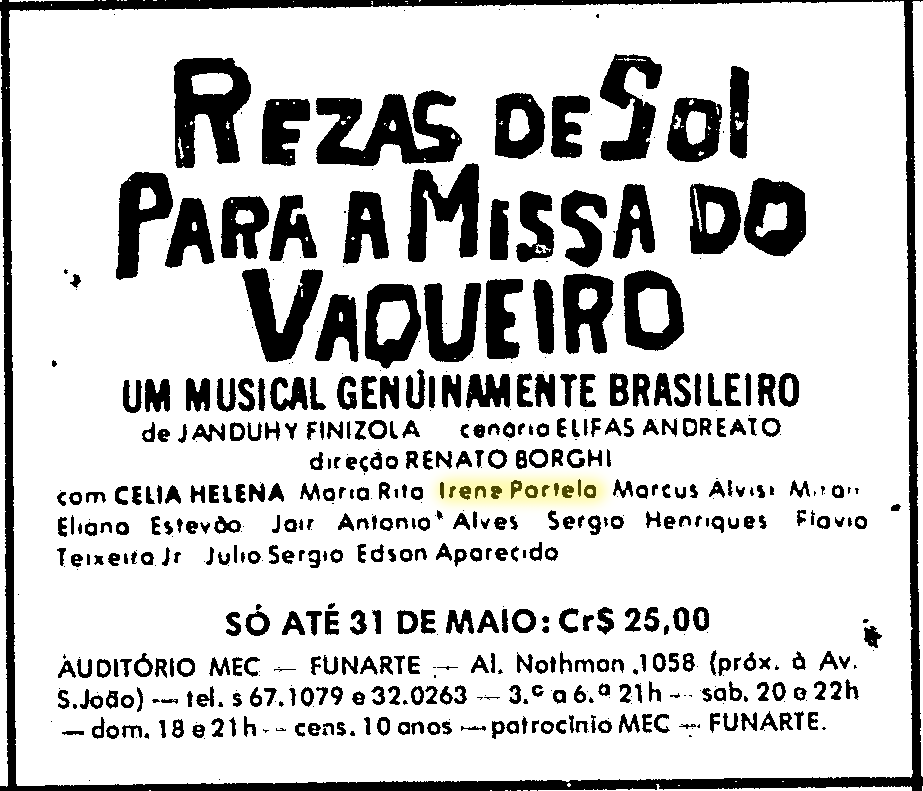 REZAS DE SOL
PARA A MISSA DO
VAQUEIRO
UM MUSICAL GENUINAMENTE BRASILEIRO
de JANDUHY FINIZOLA cenário ELIFAS ANDREATO
direção RENATO BORGHI
com CELIA HELENA Maria Rita Irene Portela Marcus Alvisi
Eliana Estevão Jair Antonio Alves Sergio Henriques Flavio
Teixeira Jr Julio Sergio Edson Aparecido
SÓ ATÉ 31 DE MAIO: Cr$ 25,00
AUDITÓRIO MEC — FUNARTE — Al. Nothman, 1058 (próx. à Av.
S.João) — tel. s 67.1079 e 32.0263 — 3.ª a 6.ª 21h — sab. 20 e 22h
— dom. 18 e 21h — cens. 10 anos — patrocínio MEC — FUNARTE.